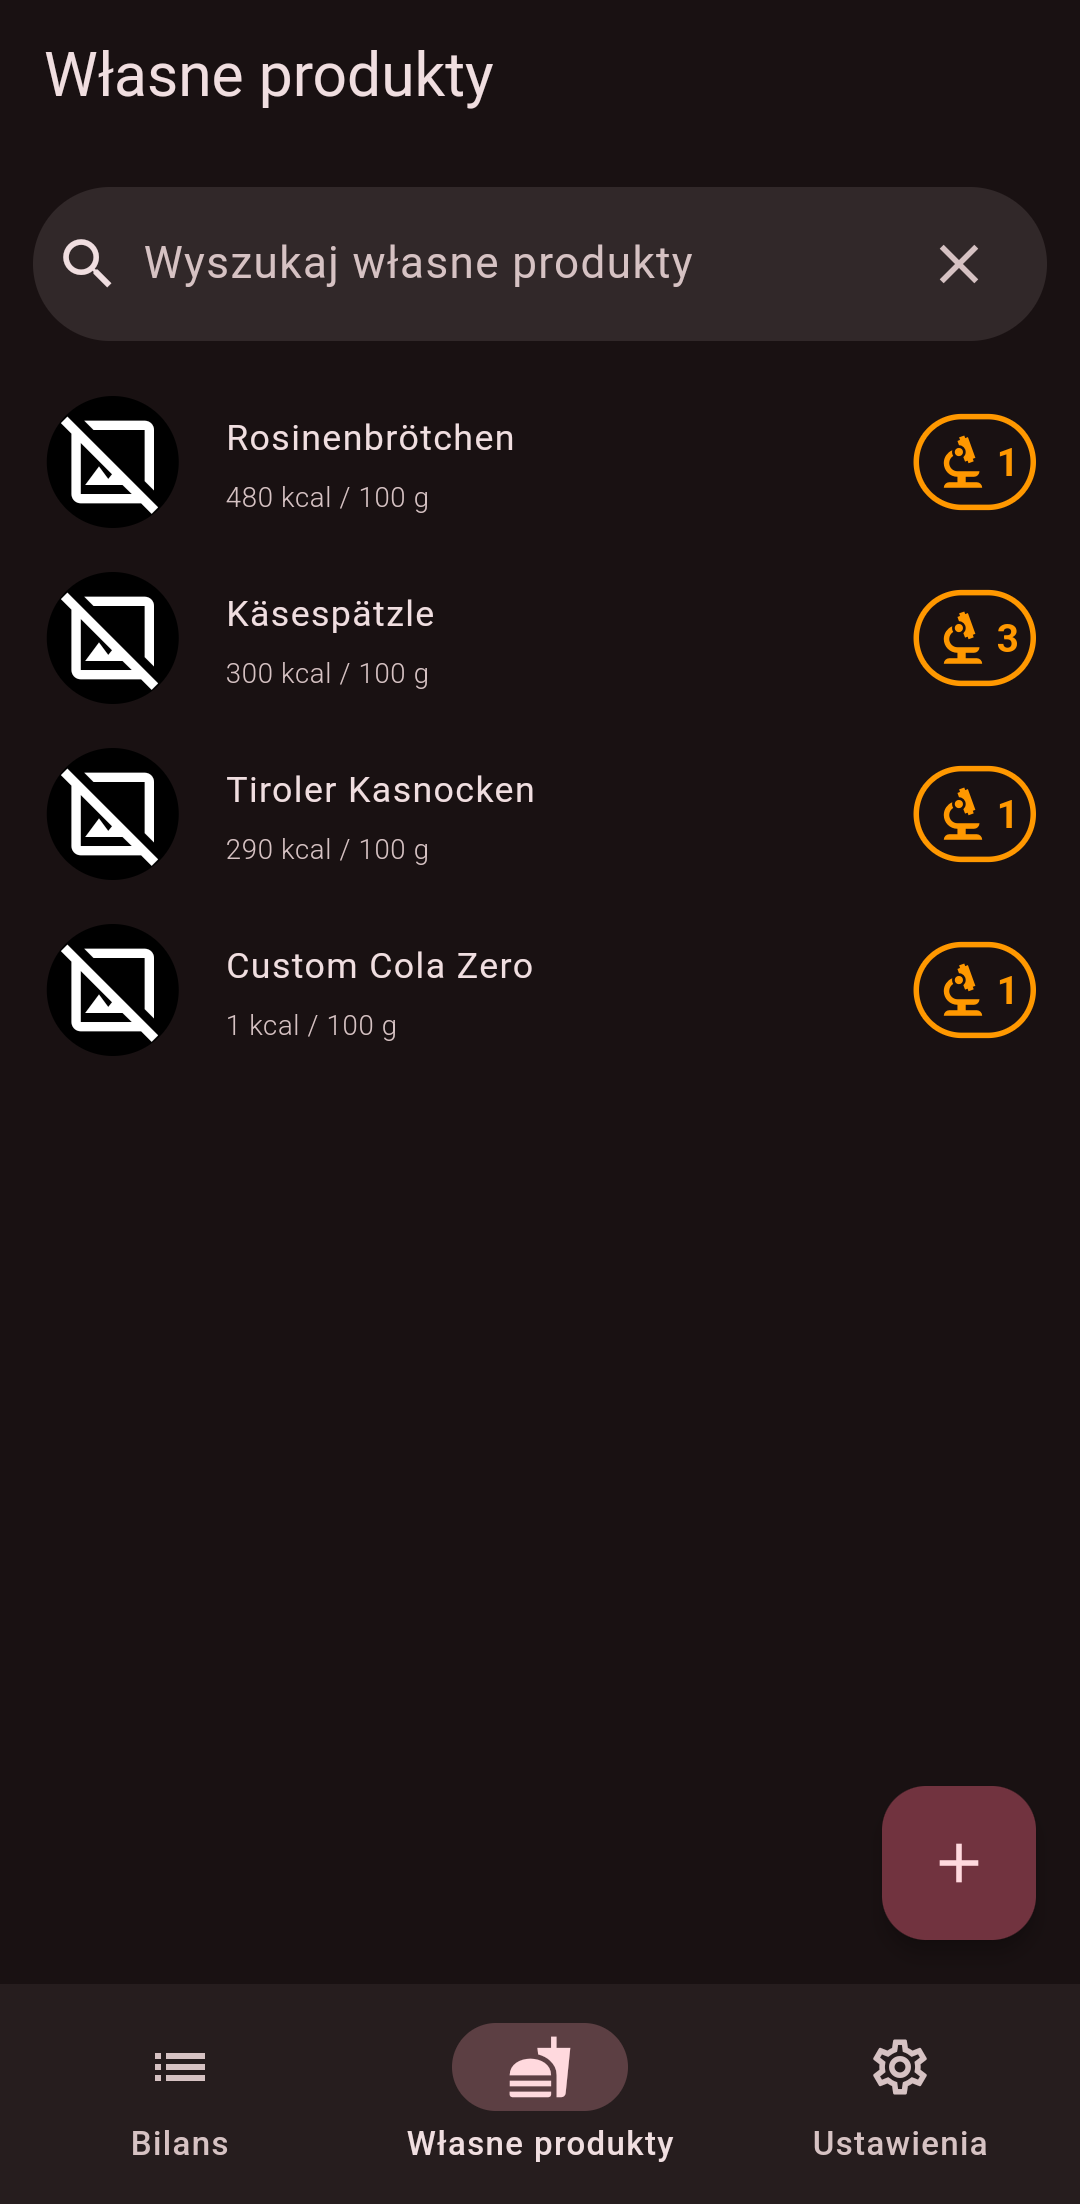 Własne produkty
Wyszukaj własne produkty
Rosinenbrötchen
480 kcal / 100 g
1
Käsespätzle
300 kcal / 100 g
3
Tiroler Kasnocken
290 kcal / 100 g
1
Custom Cola Zero
1 kcal / 100 g
1
Bilans
Własne produkty
Ustawienia